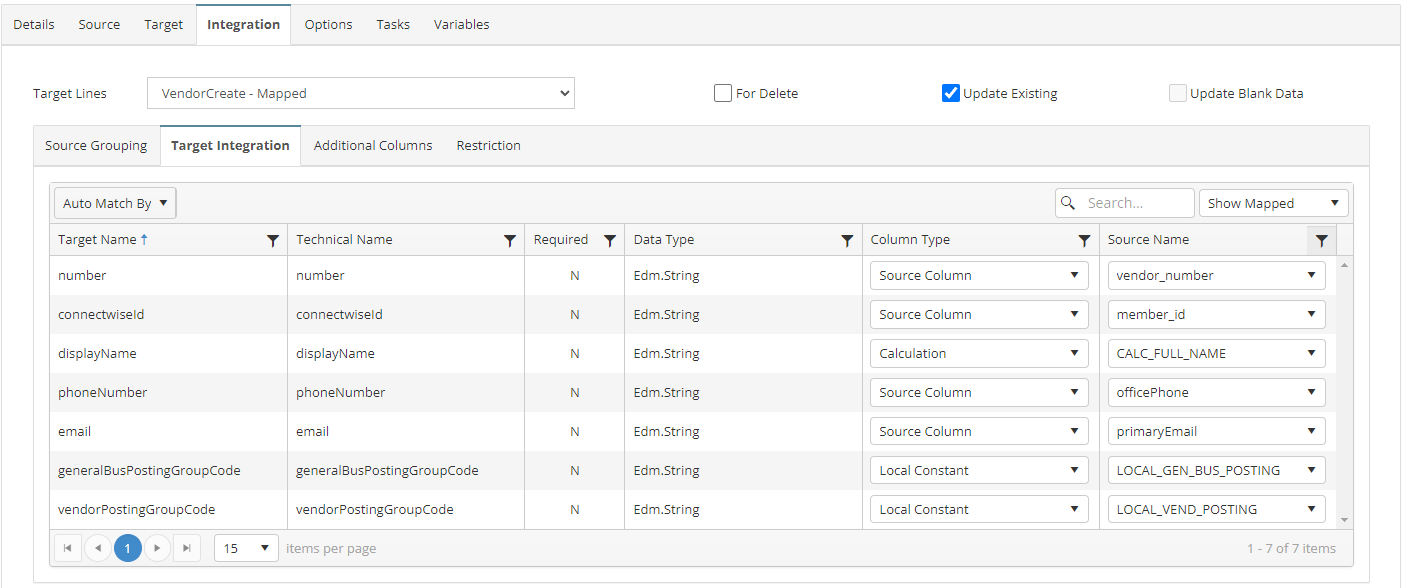 Details Source Target Integration Options Tasks Variables
Target Lines VendorCreate - Mapped For Delete Update Existing Update Blank Data
Source Grouping Target Integration Additional Columns Restriction
Auto Match By Search... Show Mapped
Target Name Technical Name Required Data Type Column Type Source Name
number number N Edm.String Source Column vendor_number
connectwiseId connectwiseId N Edm.String Source Column member_id
displayName displayName N Edm.String Calculation CALC_FULL_NAME
phoneNumber phoneNumber N Edm.String Source Column officePhone
email email N Edm.String Source Column primaryEmail
generalBusPostingGroupCode generalBusPostingGroupCode N Edm.String Local Constant LOCAL_GEN_BUS_POSTING
vendorPostingGroupCode vendorPostingGroupCode N Edm.String Local Constant LOCAL_VEND_POSTING
1 15 items per page 1 - 7 of 7 items